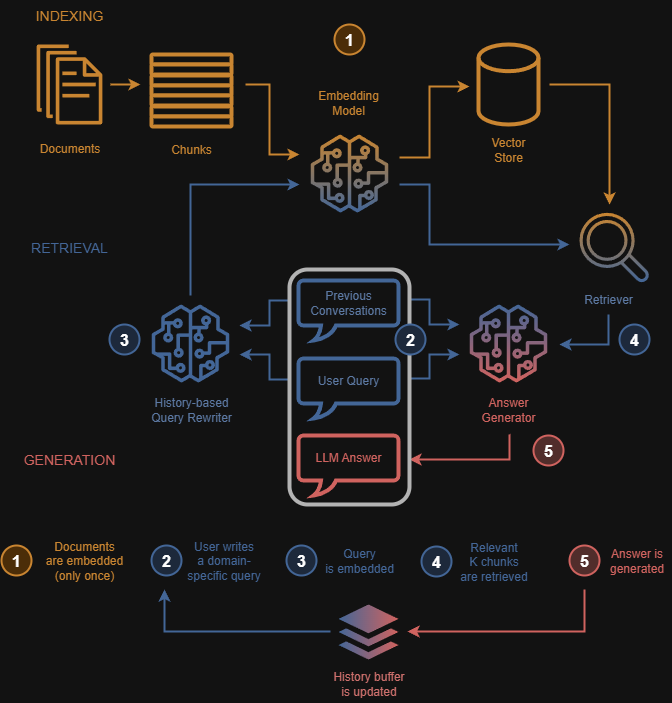 INDEXING
1
Embedding
Model
Documents
Chunks
Vector
Store
RETRIEVAL
Previous
Conversations
Retriever
3
2
4
User Query
History-based
Query Rewriter
Answer
Generator
GENERATION
LLM Answer
5
1
Documents
are embedded
(only once)
2
User writes
a domain-
specific query
3
Query
is embedded
4
Relevant
K chunks
are retrieved
5
Answer is
generated
History buffer
is updated